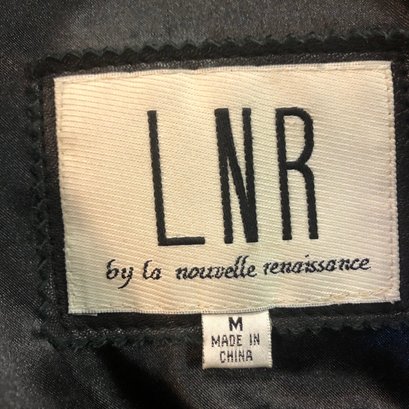 LNR
by la nouvelle renaissance
M
MADE IN
CHINA